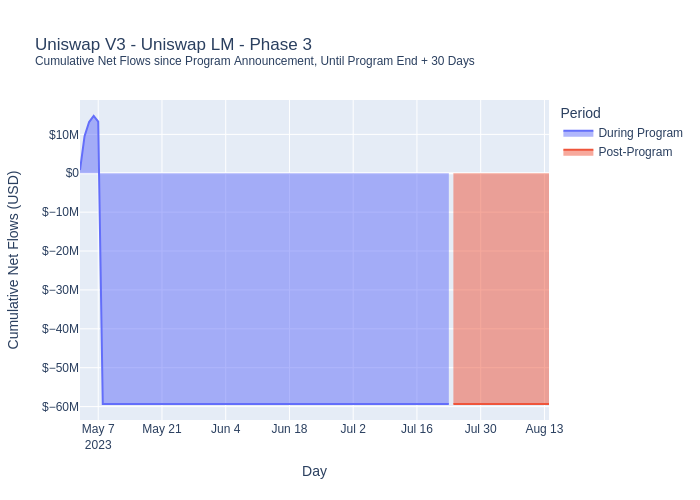 Uniswap V3 - Uniswap LM - Phase 3
Cumulative Net Flows since Program Announcement, Until Program End + 30 Days
Period
During Program
Post-Program
Cumulative Net Flows (USD)
$10M
$0
$−10M
$−20M
$−30M
$−40M
$−50M
$−60M
May 7
2023
May 21
Jun 4
Jun 18
Jul 2
Jul 16
Jul 30
Aug 13
Day